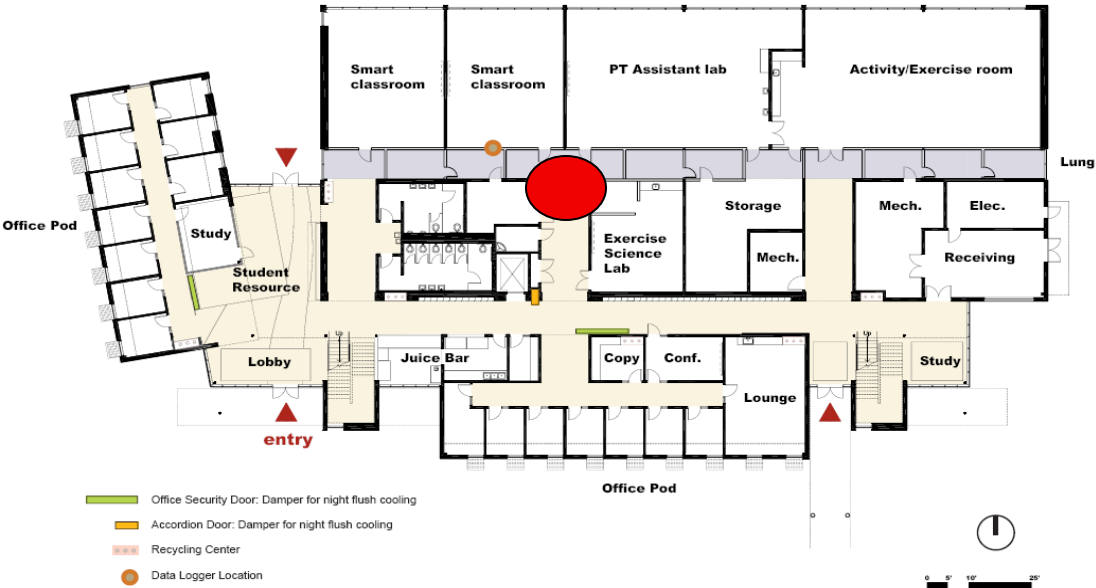 Smart
classroom
Smart
classroom
PT Assistant lab
Activity/Exercise room
Lung
Office Pod
Study
Student
Resource
Exercise
Science
Lab
Storage
Mech.
Mech.
Elec.
Receiving
Up
Up
Lobby
Juice Bar
Copy
Conf.
Lounge
Study
entry
Office Pod
Office Security Door: Damper for night flush cooling
Accordion Door: Damper for night flush cooling
Recycling Center
Data Logger Location
0 5' 10' 25'